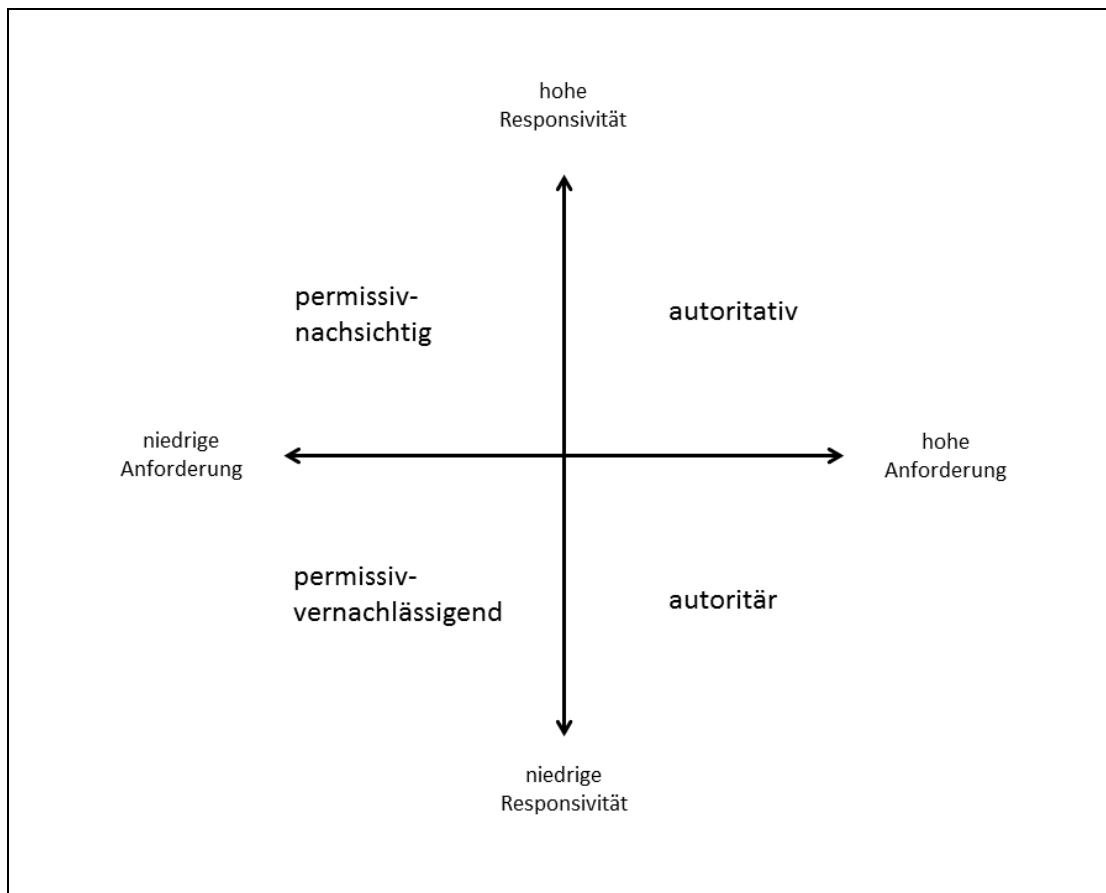 hohe
Responsivität
permissiv-
nachsichtig
autoritativ
niedrige
Anforderung
hohe
Anforderung
permissiv-
vernachlässigend
autoritär
niedrige
Responsivität